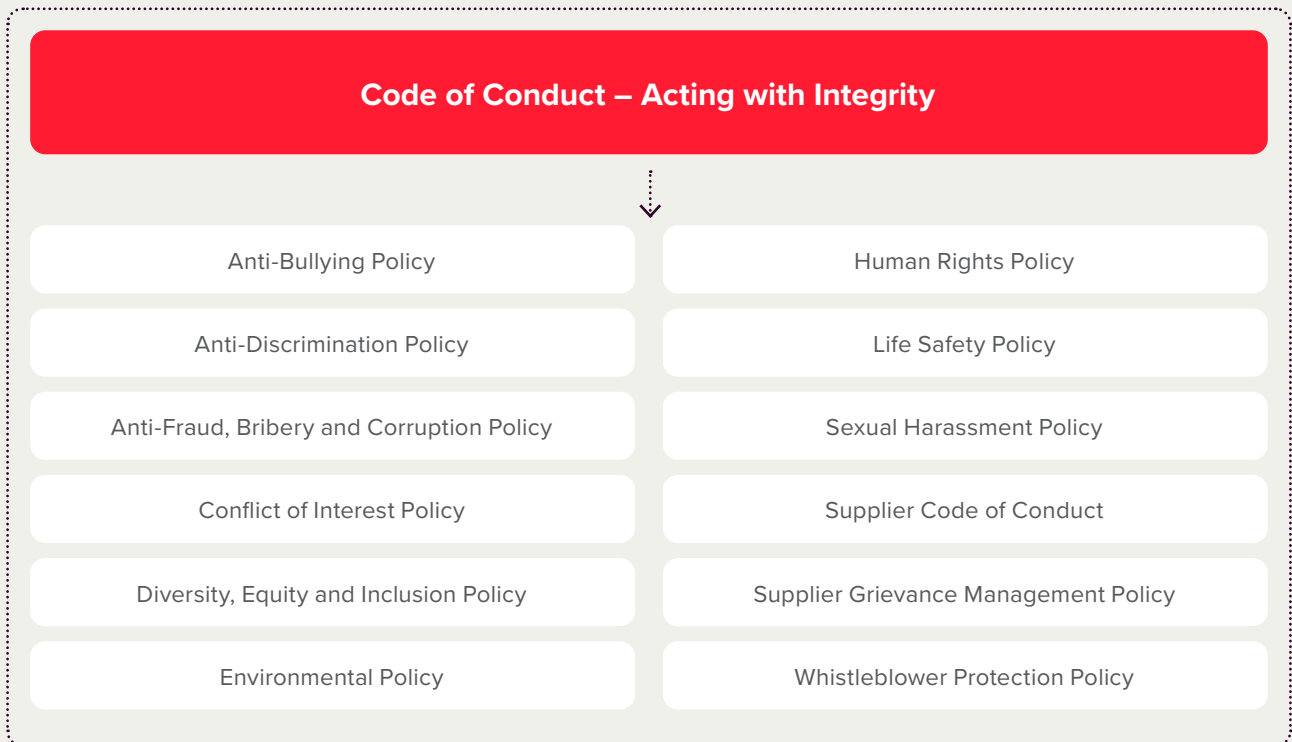 Code of Conduct – Acting with Integrity
Anti-Bullying Policy
Human Rights Policy
Anti-Discrimination Policy
Life Safety Policy
Anti-Fraud, Bribery and Corruption Policy
Sexual Harassment Policy
Conflict of Interest Policy
Supplier Code of Conduct
Diversity, Equity and Inclusion Policy
Supplier Grievance Management Policy
Environmental Policy
Whistleblower Protection Policy